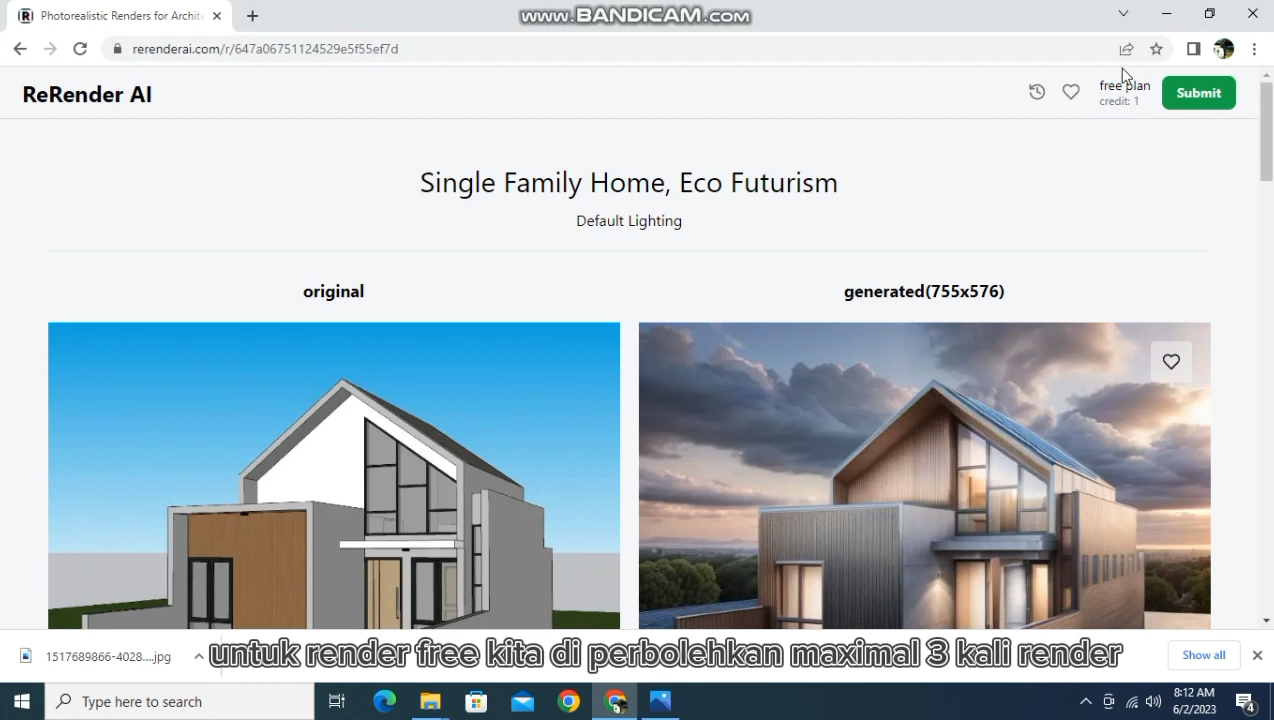 www.BANDICAM.com
Photorealistic Renders for Archite
rerenderai.com/r/647a06751124529e5f55ef7d
ReRender AI
free plan
credit: 1
Submit
Single Family Home, Eco Futurism
Default Lighting
original
generated(755x576)
1517689866-4028....jpg
untuk render free kita di perbolehkan maximal 3 kali render
Show all
Type here to search
8:12 AM
6/2/2023
4